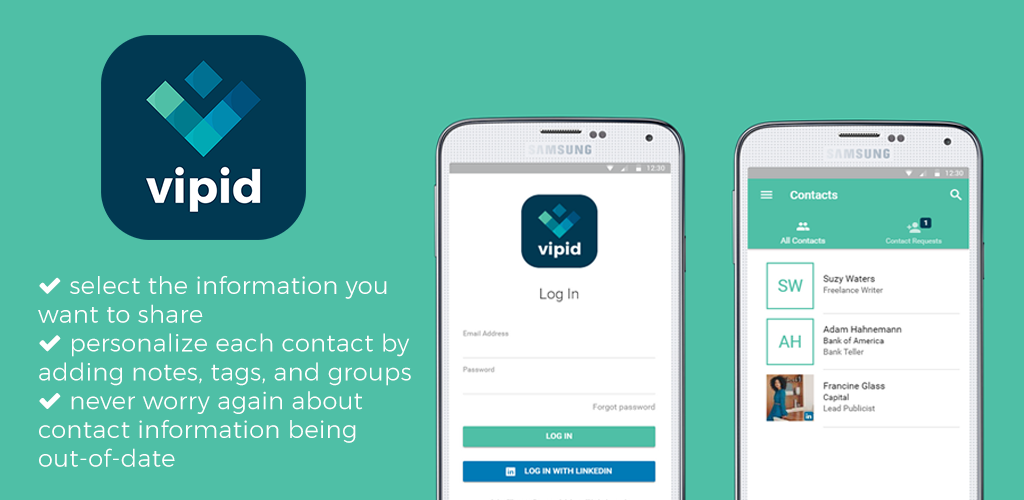 vipid
✔ select the information you
want to share
✔ personalize each contact by
adding notes, tags, and groups
✔ never worry again about
contact information being
out-of-date
SAMSUNG
12:30
vipid
Log In
Email Address
Password
Forgot password
LOG IN
in LOG IN WITH LINKEDIN
SAMSUNG
12:30
Contacts
1
All Contacts
Contact Requests
SW
Suzy Waters
Freelance Writer
AH
Adam Hahnemann
Bank of America
Bank Teller
Francine Glass
Capital
Lead Publicist
in